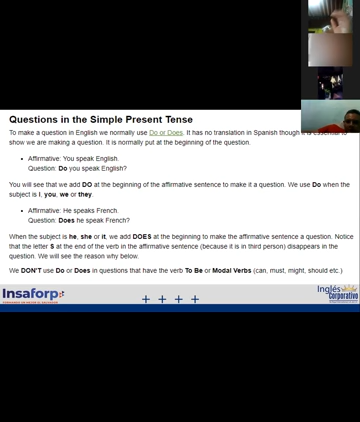 Questions in the Simple Present Tense
To make a question in English we normally use Do or Does. It has no translation in Spanish though it is essential to
show we are making a question. It is normally put at the beginning of the question.
• Affirmative: You speak English.
Question: Do you speak English?
You will see that we add DO at the beginning of the affirmative sentence to make it a question. We use Do when the
subject is I, you, we or they.
• Affirmative: He speaks French.
Question: Does he speak French?
When the subject is he, she or it, we add DOES at the beginning to make the affirmative sentence a question. Notice
that the letter S at the end of the verb in the affirmative sentence (because it is in third person) disappears in the
question. We will see the reason why below.
We DON'T use Do or Does in questions that have the verb To Be or Modal Verbs (can, must, might, should etc.)
Insaforp
Inglés
Corporativo